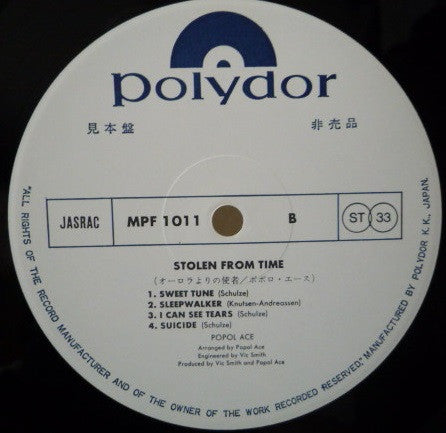 polydor
見本盤
非売品
JASRAC
MPF 1011
B
ST
33
STOLEN FROM TIME
(オーロラよりの使者/ポポロ・エース)
1. SWEET TUNE (Schulze)
2. SLEEPWALKER (Knutsen-Andreassen)
3. I CAN SEE TEARS (Schulze)
4. SUICIDE (Schulze)
POPOL ACE
Arranged by Popol Ace
Engineered by Vic Smith
Produced by Vic Smith and Popol Ace
"ALL RIGHTS OF THE RECORD MANUFACTURER AND OF THE OWNER OF THE WORK RECORDED RESERVED." MANUFACTURED BY POLYDOR K. K., JAPAN.